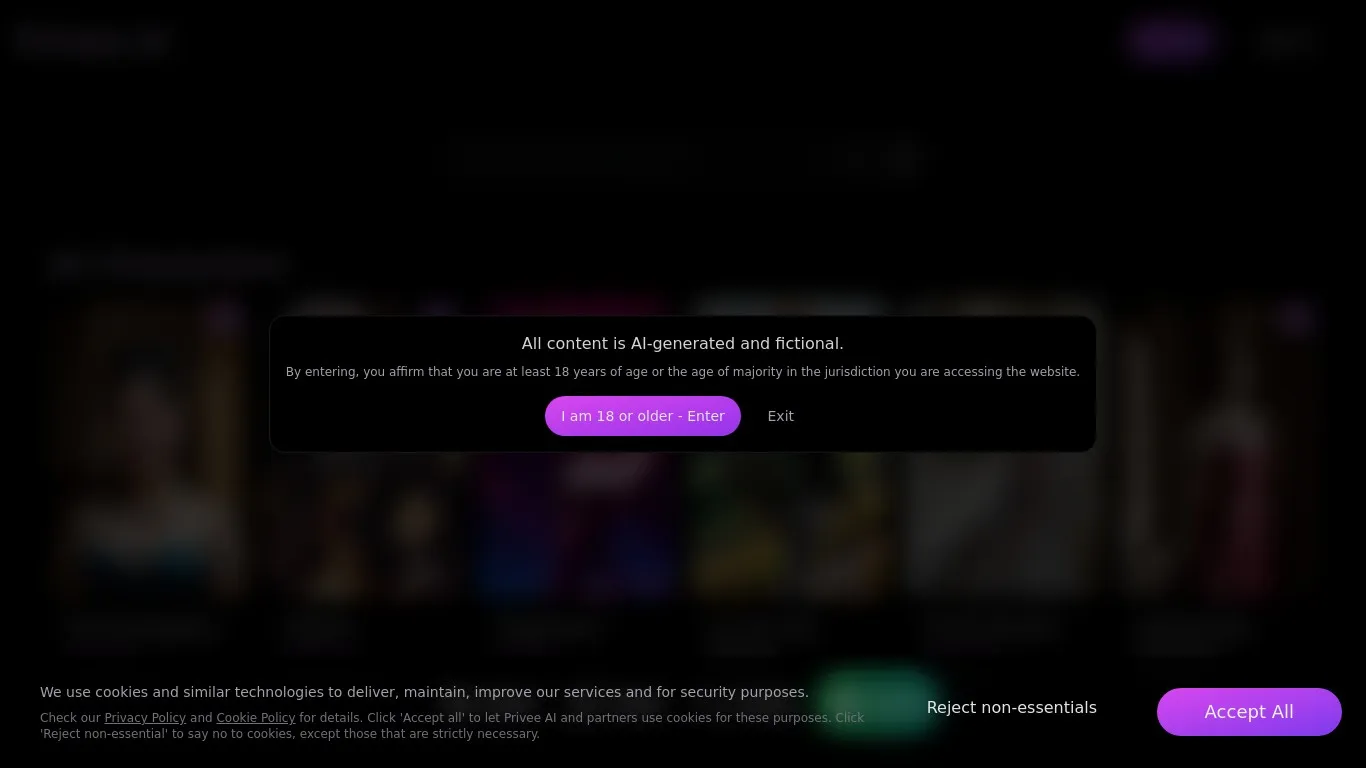 All content is AI-generated and fictional.
By entering, you affirm that you are at least 18 years of age or the age of majority in the jurisdiction you are accessing the website.
I am 18 or older - Enter
Exit
We use cookies and similar technologies to deliver, maintain, improve our services and for security purposes.
Check our Privacy Policy and Cookie Policy for details. Click 'Accept all' to let Privee AI and partners use cookies for these purposes. Click
'Reject non-essential' to say no to cookies, except those that are strictly necessary.
Reject non-essentials
Accept All